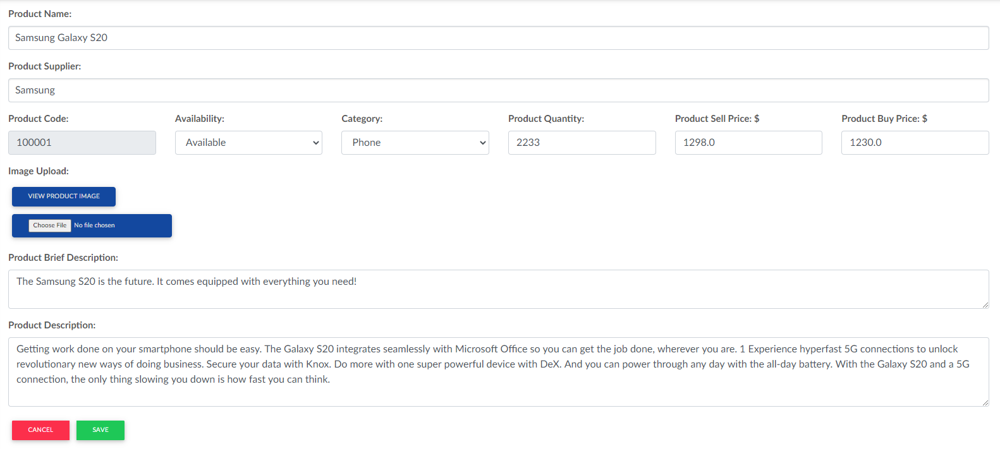 Product Name:
Samsung Galaxy S20
Product Supplier:
Samsung
Product Code: Availability: Category: Product Quantity: Product Sell Price: $ Product Buy Price: $
100001 Available Phone 2233 1298.0 1230.0
Image Upload:
VIEW PRODUCT IMAGE
Choose File No file chosen
Product Brief Description:
The Samsung S20 is the future. It comes equipped with everything you need!
Product Description:
Getting work done on your smartphone should be easy. The Galaxy S20 integrates seamlessly with Microsoft Office so you can get the job done, wherever you are. 1 Experience hyperfast 5G connections to unlock
revolutionary new ways of doing business. Secure your data with Knox. Do more with one super powerful device with DeX. And you can power through any day with the all-day battery. With the Galaxy S20 and a 5G
connection, the only thing slowing you down is how fast you can think.
CANCEL SAVE